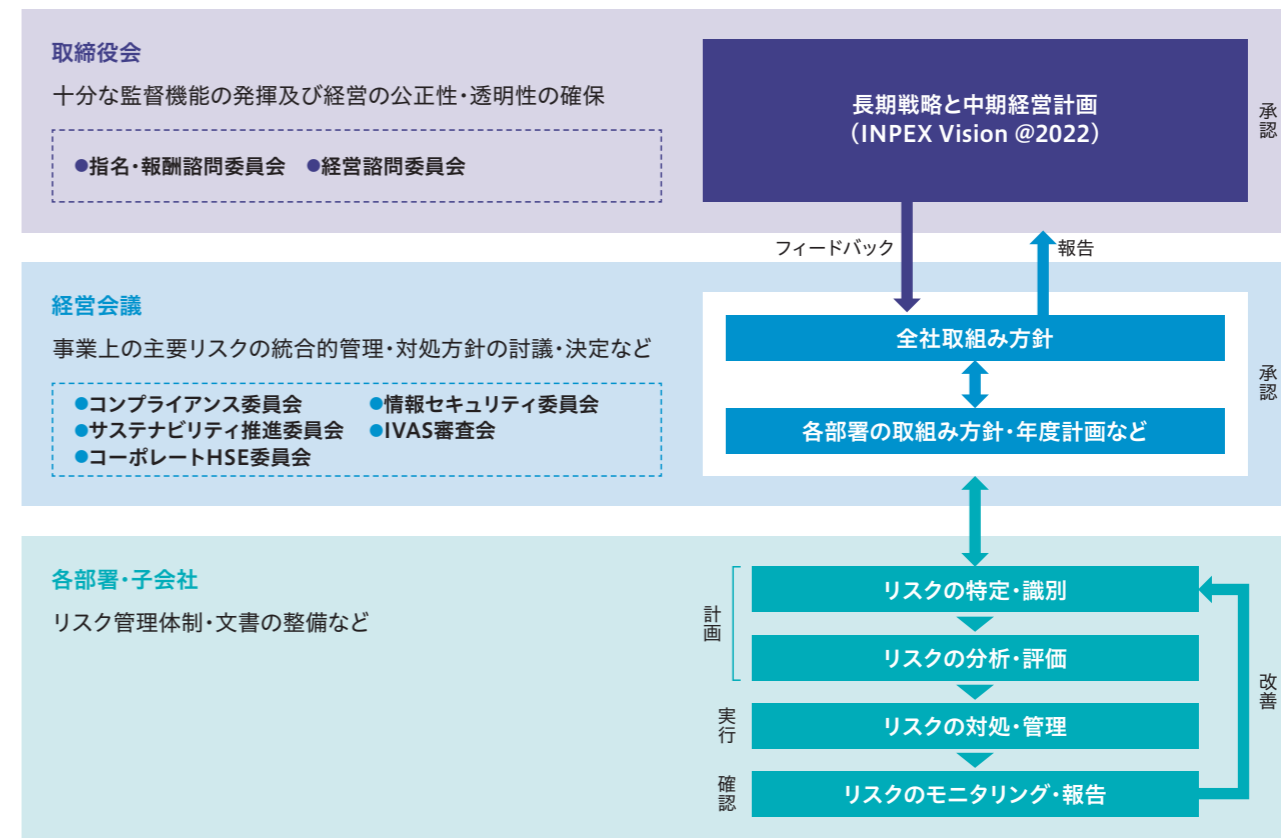 取締役会
十分な監督機能の発揮及び経営の公正性・透明性の確保
●指名・報酬諮問委員会 ●経営諮問委員会
長期戦略と中期経営計画
（INPEX Vision @2022）
承認
フィードバック
報告
経営会議
事業上の主要リスクの統合的管理・対処方針の討議・決定など
●コンプライアンス委員会 ●情報セキュリティ委員会
●サステナビリティ推進委員会 ●IVAS審査会
●コーポレートHSE委員会
全社取組み方針
各部署の取組み方針・年度計画など
承認
各部署・子会社
リスク管理体制・文書の整備など
計画
リスクの特定・識別
リスクの分析・評価
実行
リスクの対処・管理
確認
リスクのモニタリング・報告
改善